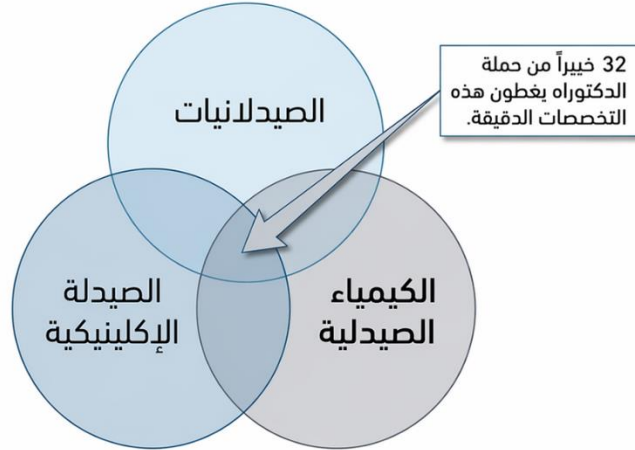 32 خبيراً من حملة
الدكتوراه يغطون هذه
التخصصات الدقيقة.
الصيدلانيات
الصيدلة
الإكلينيكية
الكيمياء
الصيدلية